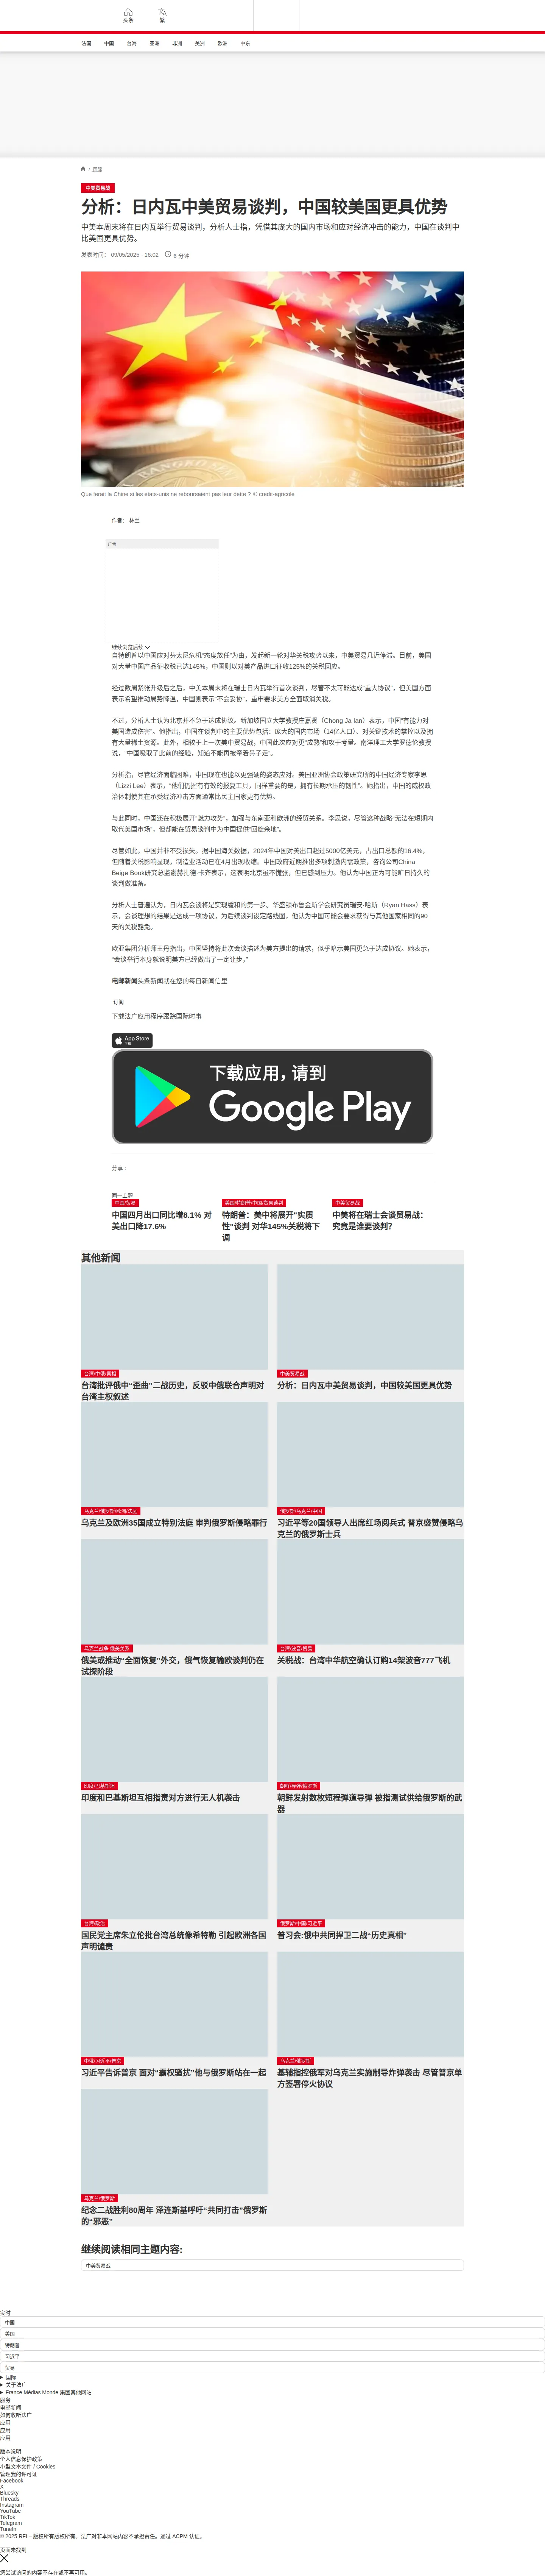 头条
繁
法国 中国 台海 亚洲 非洲 美洲 欧洲 中东
/ 国际
中美贸易战
分析：日内瓦中美贸易谈判，中国较美国更具优势
中美本周末将在日内瓦举行贸易谈判，分析人士指，凭借其庞大的国内市场和应对经济冲击的能力，中国在谈判中
比美国更具优势。
发表时间： 09/05/2025 - 16:02 6 分钟
Que ferait la Chine si les etats-unis ne reboursaient pas leur dette ? © credit-agricole
作者： 林兰
广告
继续浏览后续
自特朗普以中国应对芬太尼危机“态度放任”为由，发起新一轮对华关税攻势以来，中美贸易几近停滞。目前，美国
对大量中国产品征收税已达145%，中国则以对美产品进口征收125%的关税回应。
经过数周紧张升级后之后，中美本周末将在瑞士日内瓦举行首次谈判，尽管不太可能达成“重大协议”，但美国方面
表示希望推动局势降温，中国则表示“不会妥协”，重申要求美方全面取消关税。
不过，分析人士认为北京并不急于达成协议。新加坡国立大学教授庄嘉贤（Chong Ja Ian）表示，中国“有能力对
美国造成伤害”。他指出，中国在谈判中的主要优势包括：庞大的国内市场（14亿人口）、对关键技术的掌控以及拥
有大量稀土资源。此外，相较于上一次美中贸易战，中国此次应对更“成熟”和攻于考量。南洋理工大学罗德伦教授
说，“中国吸取了此前的经验，知道不能再被牵着鼻子走”。
分析指，尽管经济面临困难，中国现在也能以更强硬的姿态应对。美国亚洲协会政策研究所的中国经济专家李思
（Lizzi Lee）表示，“他们仍握有有效的报复工具，同样重要的是，拥有长期承压的韧性”。她指出，中国的威权政
治体制使其在承受经济冲击方面通常比民主国家更有优势。
与此同时，中国还在积极展开“魅力攻势”，加强与东南亚和欧洲的经贸关系。李思说，尽管这种战略“无法在短期内
取代美国市场”，但却能在贸易谈判中为中国提供“回旋余地”。
尽管如此，中国并非不受损失。据中国海关数据，2024年中国对美出口超过5000亿美元，占出口总额的16.4%。
但随着关税影响显现，制造业活动已在4月出现收缩。中国政府近期推出多项刺激内需政策，咨询公司China
Beige Book研究总监谢赫扎德·卡齐表示，这表明北京虽不慌张，但已感到压力。他认为中国正为可能旷日持久的
谈判做准备。
分析人士普遍认为，日内瓦会谈将是实现缓和的第一步。华盛顿布鲁金斯学会研究员瑞安·哈斯（Ryan Hass）表
示，会谈理想的结果是达成一项协议，为后续谈判设定路线图，他认为中国可能会要求获得与其他国家相同的90
天的关税豁免。
欧亚集团分析师王丹指出，中国坚持将此次会谈描述为美方提出的请求，似乎暗示美国更急于达成协议。她表示，
“会谈举行本身就说明美方已经做出了一定让步，”
电邮新闻头条新闻就在您的每日新闻信里
订阅
下载法广应用程序跟踪国际时事
App Store
下载
下载应用，请到
Google Play
分享 :
同一主题
中国/贸易
中国四月出口同比增8.1% 对
美出口降17.6%
美国/特朗普/中国/贸易谈判
特朗普：美中将展开“实质
性”谈判 对华145%关税将下
调
中美贸易战
中美将在瑞士会谈贸易战：
究竟是谁要谈判？
其他新闻
台湾/中俄/真相
台湾批评俄中“歪曲”二战历史，反驳中俄联合声明对
台湾主权叙述
中美贸易战
分析：日内瓦中美贸易谈判，中国较美国更具优势
乌克兰/俄罗斯/欧洲/法庭
乌克兰及欧洲35国成立特别法庭 审判俄罗斯侵略罪行
俄罗斯/乌克兰/中国
习近平等20国领导人出席红场阅兵式 普京盛赞侵略乌
克兰的俄罗斯士兵
乌克兰战争 俄美关系
俄美或推动“全面恢复”外交，俄气恢复输欧谈判仍在
试探阶段
台湾/波音/贸易
关税战：台湾中华航空确认订购14架波音777飞机
印度/巴基斯坦
印度和巴基斯坦互相指责对方进行无人机袭击
朝鲜/导弹/俄罗斯
朝鲜发射数枚短程弹道导弹 被指测试供给俄罗斯的武
器
台湾/政治
国民党主席朱立伦批台湾总统像希特勒 引起欧洲各国
声明谴责
俄罗斯/中国/习近平
普习会:俄中共同捍卫二战“历史真相”
中俄/习近平/普京
习近平告诉普京 面对“霸权骚扰”他与俄罗斯站在一起
乌克兰/俄罗斯
基辅指控俄军对乌克兰实施制导炸弹袭击 尽管普京单
方签署停火协议
乌克兰/俄罗斯
纪念二战胜利80周年 泽连斯基呼吁“共同打击”俄罗斯
的“邪恶”
继续阅读相同主题内容:
中美贸易战
实时
中国
美国
特朗普
习近平
贸易
国际
关于法广
France Médias Monde 集团其他网站
服务
电邮新闻
如何收听法广
应用
应用
应用
版本说明
个人信息保护政策
小型文本文件 / Cookies
管理我的许可证
Facebook
X
Bluesky
Threads
Instagram
YouTube
TikTok
Telegram
TuneIn
© 2025 RFI – 版权所有版权所有。法广对非本网站内容不承担责任。通过 ACPM 认证。
页面未找到
您尝试访问的内容不存在或不再可用。